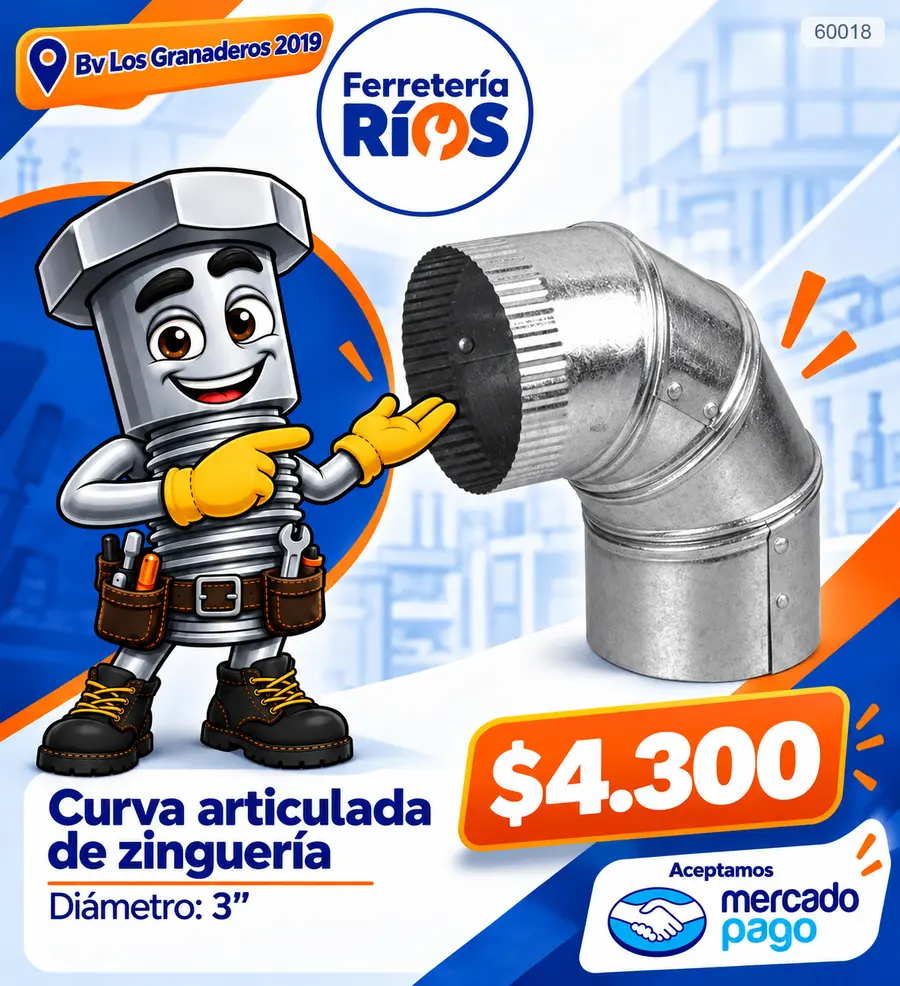 Bv Los Granaderos 2019
Ferretería
RÍOS
60018
$4.300
Curva articulada
de zinguería
Diámetro: 3”
Aceptamos
mercado
pago